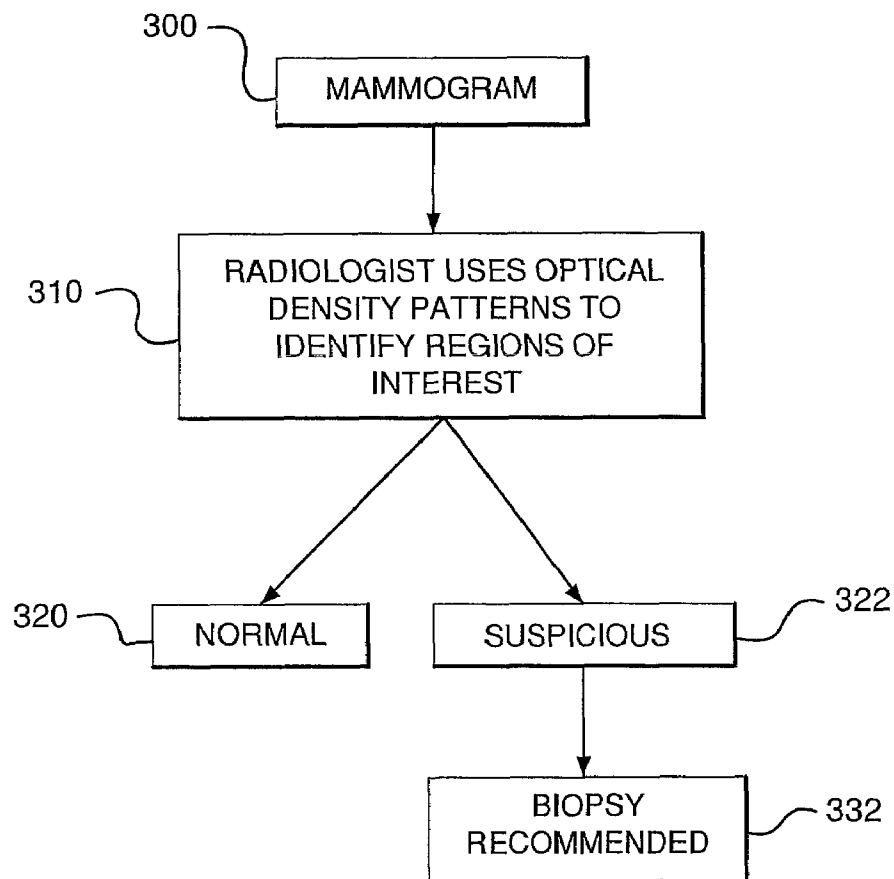 300
MAMMOGRAM
310
RADIOLOGIST USES OPTICAL
DENSITY PATTERNS TO
IDENTIFY REGIONS OF
INTEREST
320
NORMAL
SUSPICIOUS
322
BIOPSY
RECOMMENDED
332